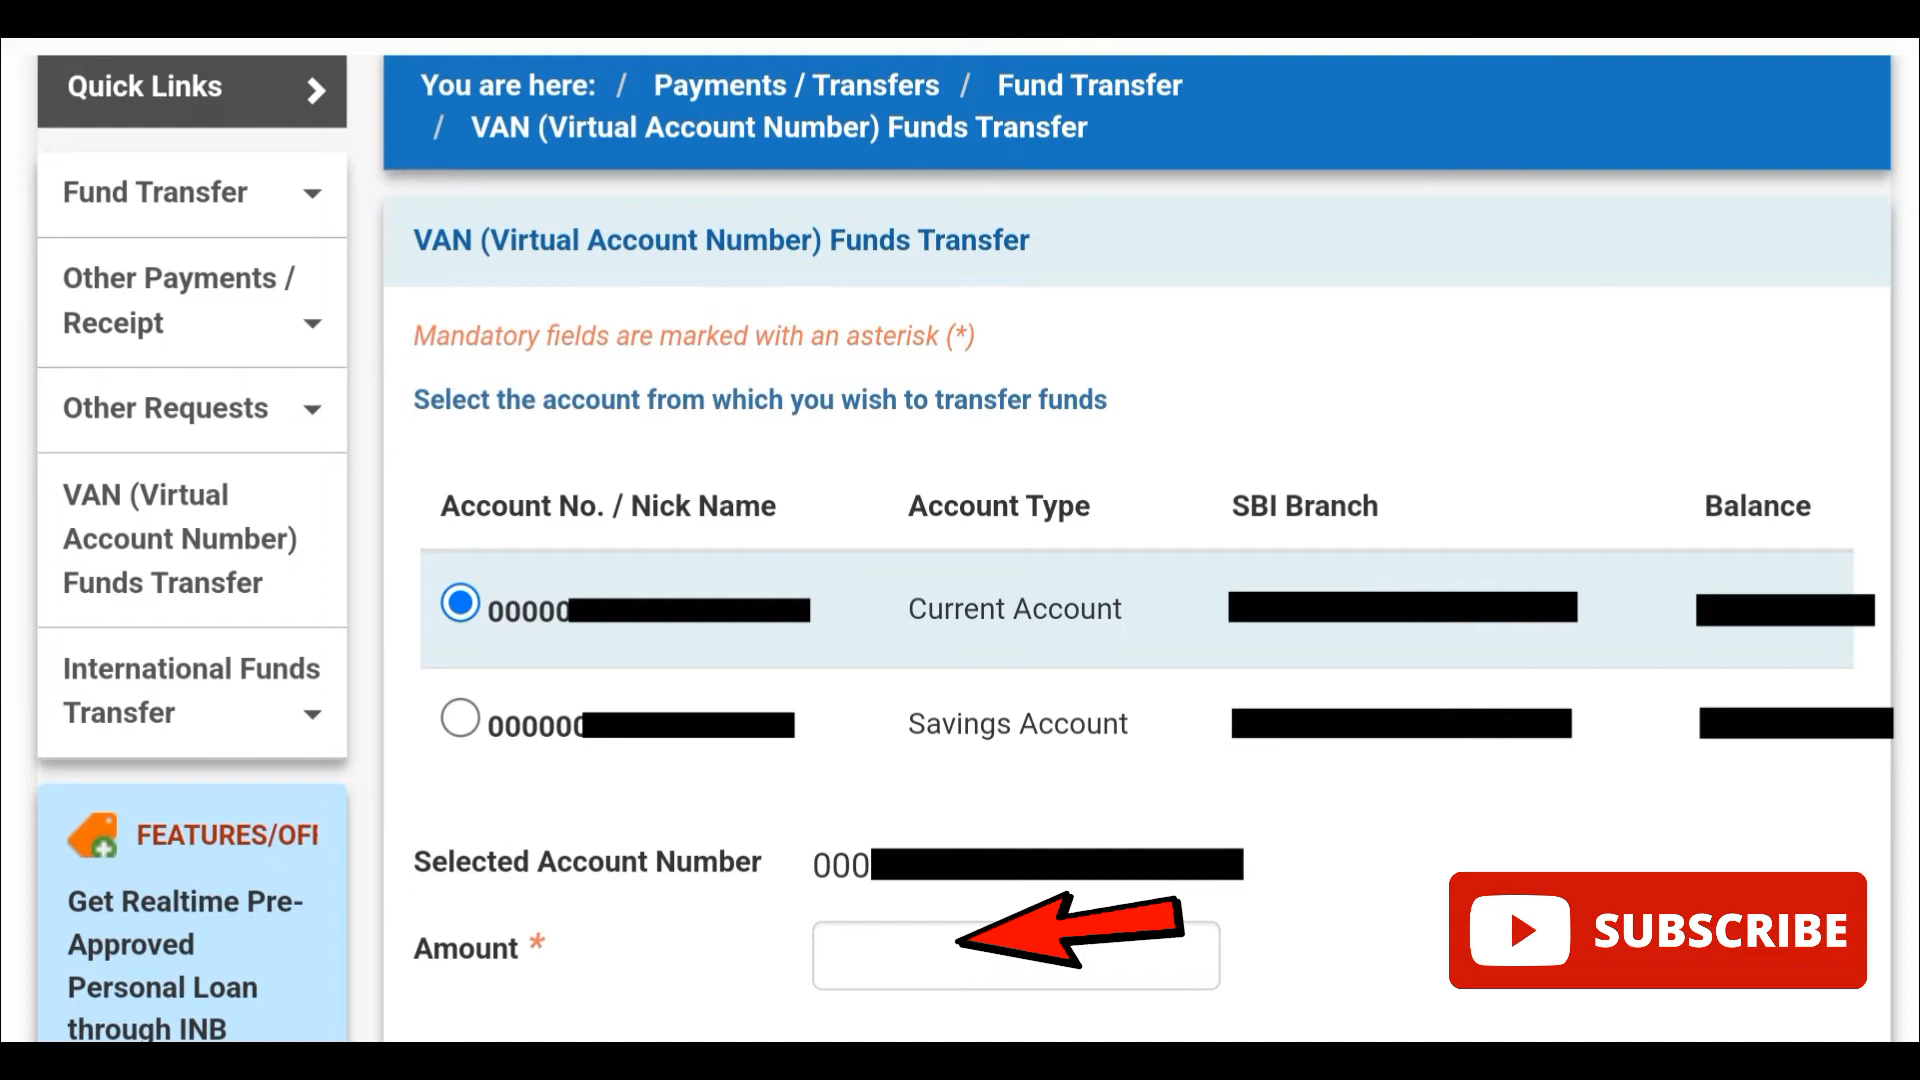 Quick Links
Fund Transfer
Other Payments /
Receipt
Other Requests
VAN (Virtual
Account Number)
Funds Transfer
International Funds
Transfer
FEATURES/OFF
Get Realtime Pre-
Approved
Personal Loan
through INB
You are here: / Payments / Transfers / Fund Transfer
/ VAN (Virtual Account Number) Funds Transfer
VAN (Virtual Account Number) Funds Transfer
Mandatory fields are marked with an asterisk (*)
Select the account from which you wish to transfer funds
Account No. / Nick Name Account Type SBI Branch Balance
00000 Current Account
000000 Savings Account
Selected Account Number 000
Amount *
SUBSCRIBE